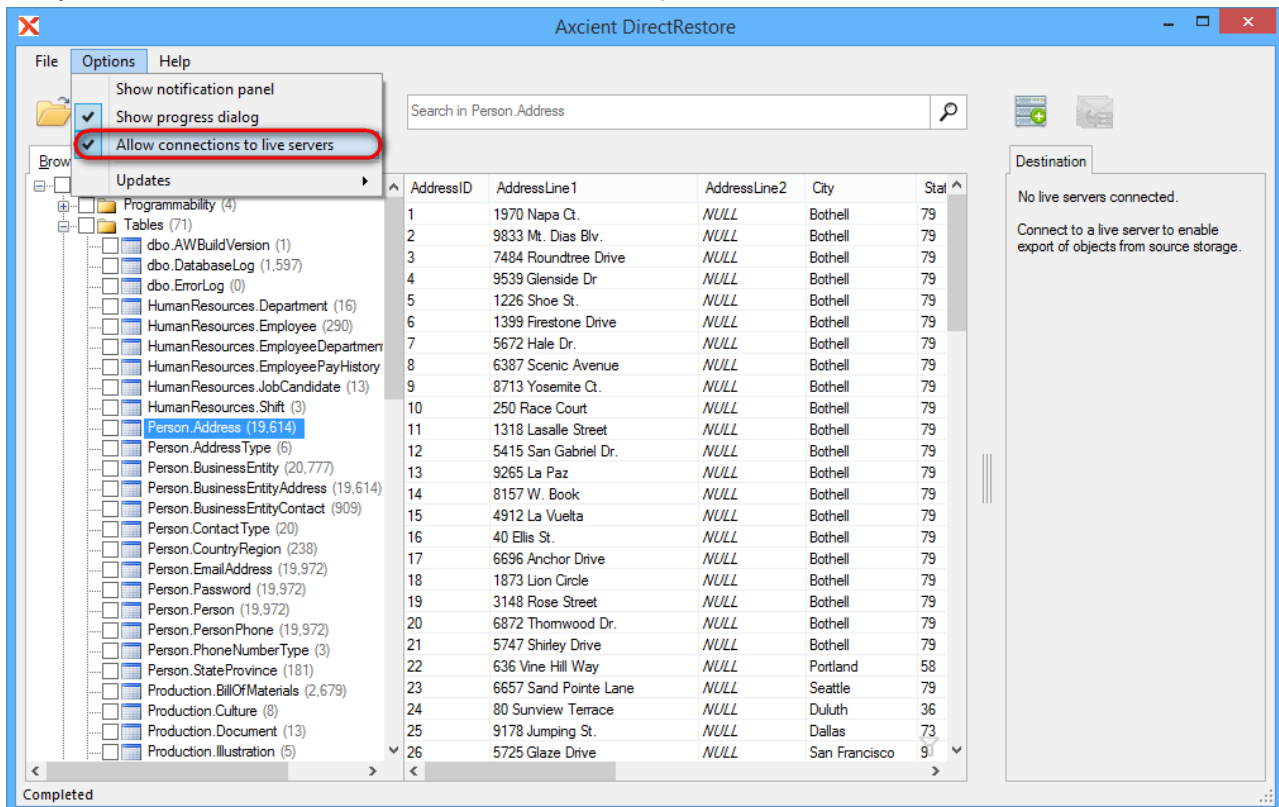 Axcient DirectRestore
File Options Help
Show notification panel
Show progress dialog
Allow connections to live servers
Updates
Search in Person.Address
Brow
Programmability (4)
Tables (71)
dbo.AWBuildVersion (1)
dbo.DatabaseLog (1,597)
dbo.ErrorLog (0)
HumanResources.Department (16)
HumanResources.Employee (290)
HumanResources.EmployeeDepartmen
HumanResources.EmployeePayHistory
HumanResources.JobCandidate (13)
HumanResources.Shift (3)
Person.Address (19,614)
Person.AddressType (6)
Person.BusinessEntity (20,777)
Person.BusinessEntityAddress (19,614)
Person.BusinessEntityContact (909)
Person.ContactType (20)
Person.CountryRegion (238)
Person.EmailAddress (19,972)
Person.Password (19,972)
Person.Person (19,972)
Person.PersonPhone (19,972)
Person.PhoneNumberType (3)
Person.StateProvince (181)
Production.BillOfMaterials (2,679)
Production.Culture (8)
Production.Document (13)
Production.Illustration (5)
AddressID AddressLine1 AddressLine2 City Stat
1 1970 Napa Ct. NULL Bothell 79
2 9833 Mt. Dias Blv. NULL Bothell 79
3 7484 Roundtree Drive NULL Bothell 79
4 9539 Glenside Dr NULL Bothell 79
5 1226 Shoe St. NULL Bothell 79
6 1399 Firestone Drive NULL Bothell 79
7 5672 Hale Dr. NULL Bothell 79
8 6387 Scenic Avenue NULL Bothell 79
9 8713 Yosemite Ct. NULL Bothell 79
10 250 Race Court NULL Bothell 79
11 1318 Lasalle Street NULL Bothell 79
12 5415 San Gabriel Dr. NULL Bothell 79
13 9265 La Paz NULL Bothell 79
14 8157 W. Book NULL Bothell 79
15 4912 La Vuelta NULL Bothell 79
16 40 Ellis St. NULL Bothell 79
17 6696 Anchor Drive NULL Bothell 79
18 1873 Lion Circle NULL Bothell 79
19 3148 Rose Street NULL Bothell 79
20 6872 Thornwood Dr. NULL Bothell 79
21 5747 Shirley Drive NULL Bothell 79
22 636 Vine Hill Way NULL Portland 58
23 6657 Sand Pointe Lane NULL Seattle 79
24 80 Sunview Terrace NULL Duluth 36
25 9178 Jumping St. NULL Dallas 73
26 5725 Glaze Drive NULL San Francisco 9
Destination
No live servers connected.
Connect to a live server to enable
export of objects from source storage.
Completed